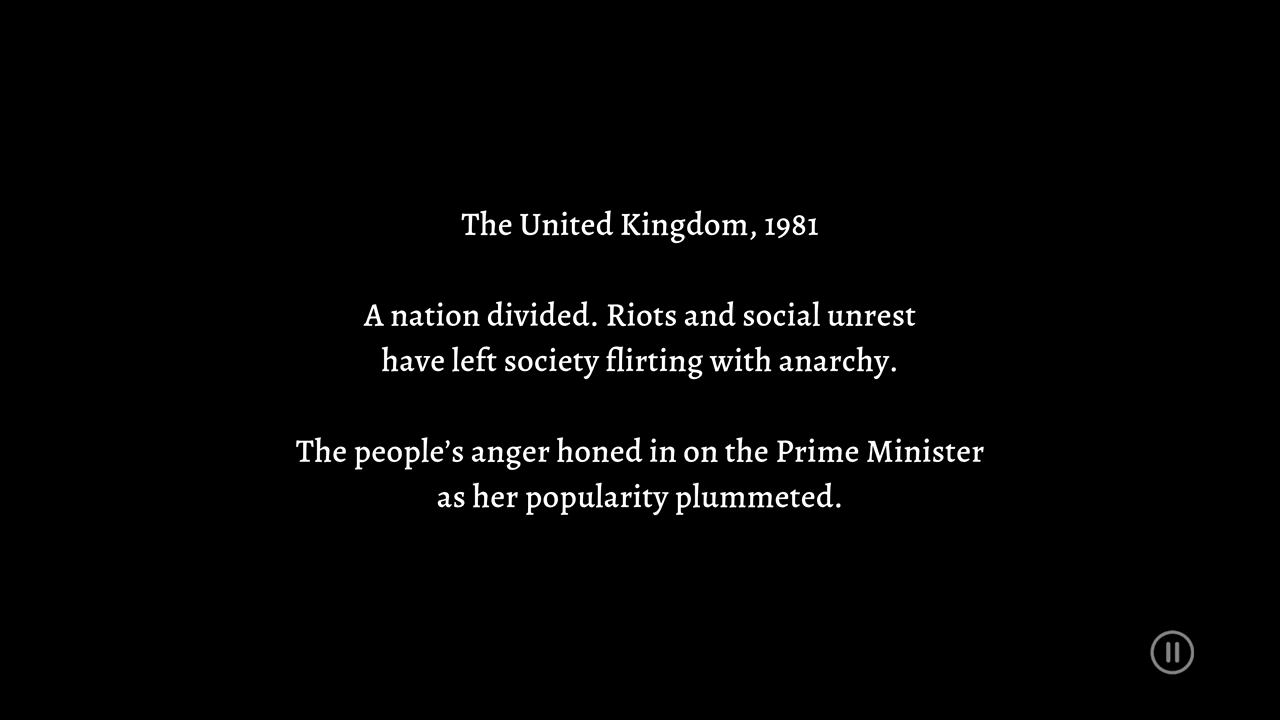 The United Kingdom, 1981
A nation divided. Riots and social unrest
have left society flirting with anarchy.
The people’s anger honed in on the Prime Minister
as her popularity plummeted.